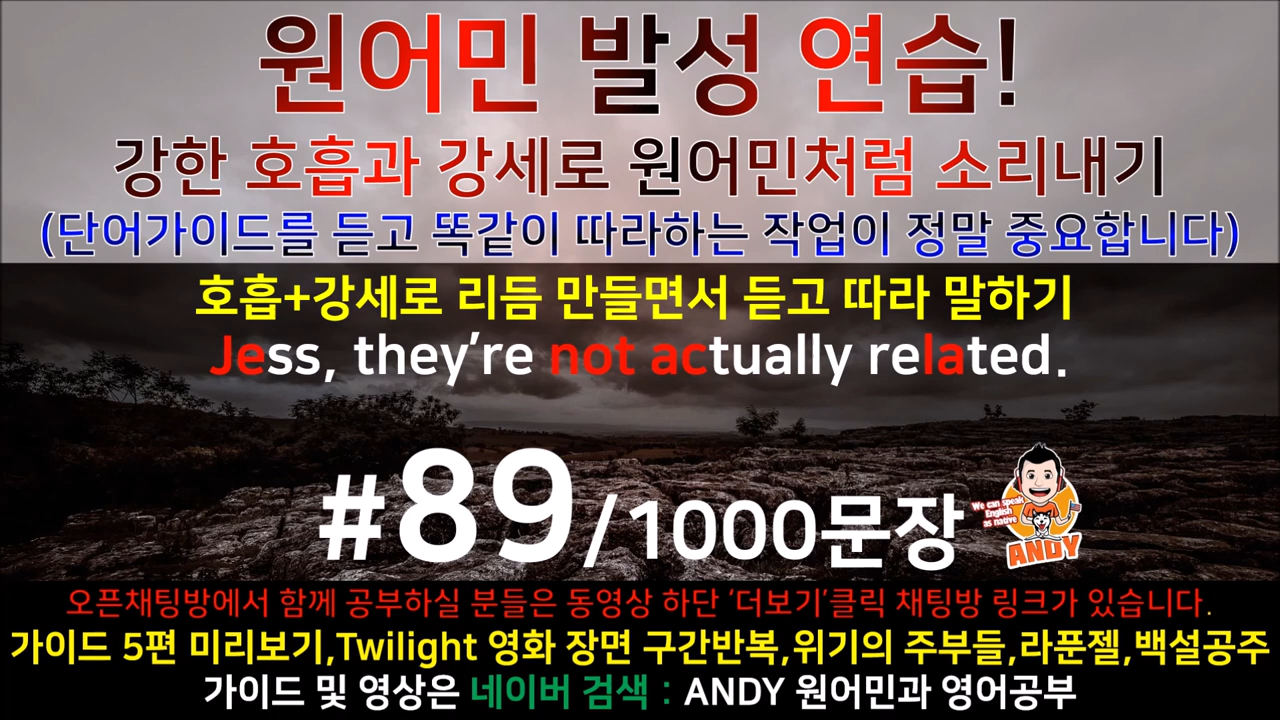 원어민 발성 연습!
강한 호흡과 강세로 원어민처럼 소리내기
(단어가이드를 듣고 똑같이 따라하는 작업이 정말 중요합니다)
호흡+강세로 리듬 만들면서 듣고 따라 말하기
Jess, they're not actually related.
#89/1000문장
We can speak
English
as native
ANDY
오픈채팅방에서 함께 공부하실 분들은 동영상 하단 '더보기'클릭 채팅방 링크가 있습니다.
가이드 5편 미리보기,Twilight 영화 장면 구간반복,위기의 주부들,라푼젤,백설공주
가이드 및 영상은 네이버 검색 : ANDY 원어민과 영어공부